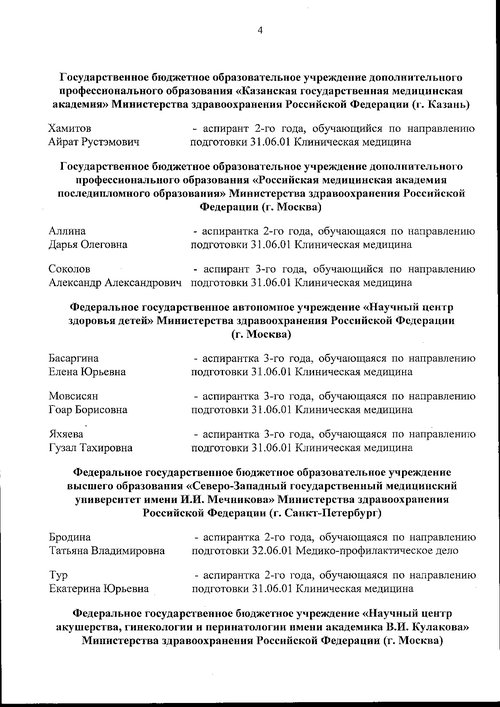 4
Государственное бюджетное образовательное учреждение дополнительного
профессионального образования «Казанская государственная медицинская
академия» Министерства здравоохранения Российской Федерации (г. Казань)
Хамитов - аспирант 2-го года, обучающийся по направлению
Айрат Рустэмович подготовки 31.06.01 Клиническая медицина
Государственное бюджетное образовательное учреждение дополнительного
профессионального образования «Российская медицинская академия
последипломного образования» Министерства здравоохранения Российской
Федерации (г. Москва)
Аллина - аспирантка 2-го года, обучающаяся по направлению
Дарья Олеговна подготовки 31.06.01 Клиническая медицина
Соколов - аспирант 3-го года, обучающийся по направлению
Александр Александрович подготовки 31.06.01 Клиническая медицина
Федеральное государственное автономное учреждение «Научный центр
здоровья детей» Министерства здравоохранения Российской Федерации
(г. Москва)
Басаргина - аспирантка 3-го года, обучающаяся по направлению
Елена Юрьевна подготовки 31.06.01 Клиническая медицина
Мовсисян - аспирантка 3-го года, обучающаяся по направлению
Гоар Борисовна подготовки 31.06.01 Клиническая медицина
Яхяева - аспирантка 3-го года, обучающаяся по направлению
Гузал Тахировна подготовки 31.06.01 Клиническая медицина
Федеральное государственное бюджетное образовательное учреждение
высшего образования «Северо-Западный государственный медицинский
университет имени И.И. Мечникова» Министерства здравоохранения
Российской Федерации (г. Санкт-Петербург)
Бродина - аспирантка 2-го года, обучающаяся по направлению
Татьяна Владимировна подготовки 32.06.01 Медико-профилактическое дело
Тур - аспирантка 2-го года, обучающаяся по направлению
Екатерина Юрьевна подготовки 31.06.01 Клиническая медицина
Федеральное государственное бюджетное учреждение «Научный центр
акушерства, гинекологии и перинатологии имени академика В.И. Кулакова»
Министерства здравоохранения Российской Федерации (г. Москва)